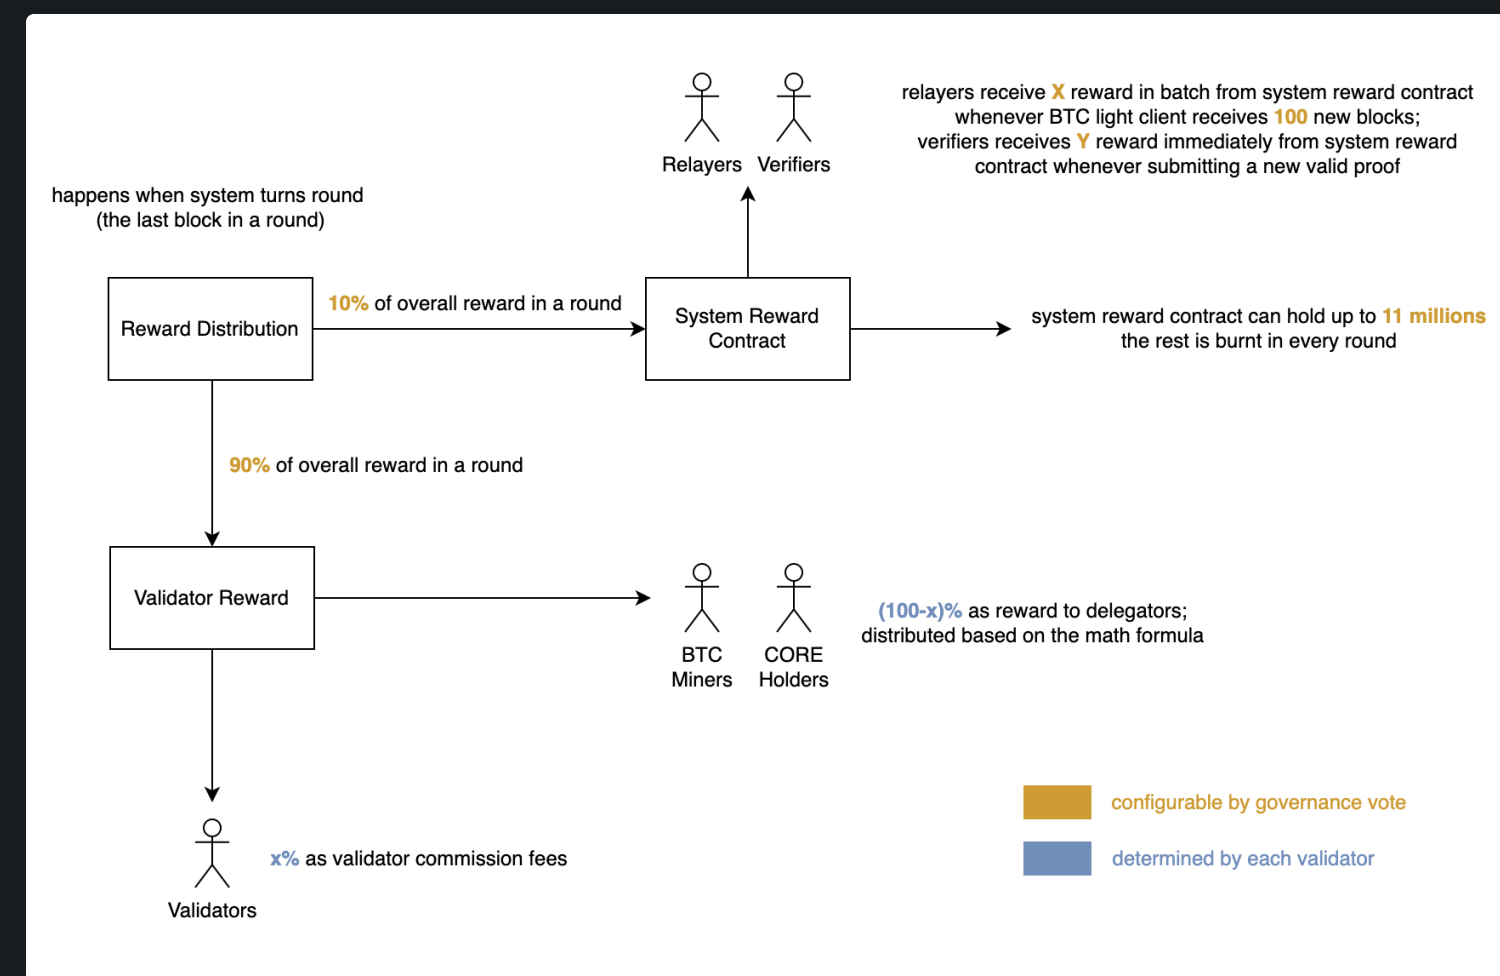 relayers receive X reward in batch from system reward contract
whenever BTC light client receives 100 new blocks;
verifiers receives Y reward immediately from system reward
contract whenever submitting a new valid proof
Relayers
Verifiers
happens when system turns round
(the last block in a round)
Reward Distribution
10% of overall reward in a round
System Reward
Contract
system reward contract can hold up to 11 millions
the rest is burnt in every round
90% of overall reward in a round
Validator Reward
BTC
Miners
CORE
Holders
(100-x)% as reward to delegators;
distributed based on the math formula
x% as validator commission fees
Validators
configurable by governance vote
determined by each validator